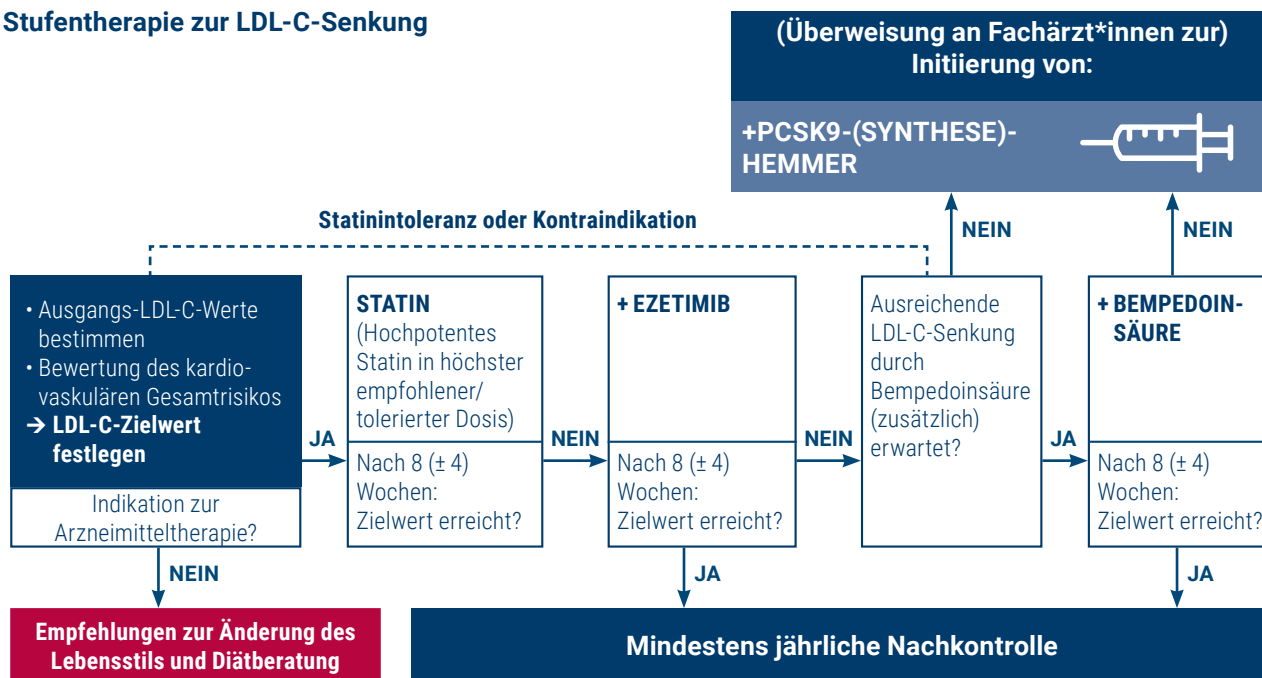 Stufentherapie zur LDL-C-Senkung
(Überweisung an Fachärzt*innen zur)
Initiierung von:
+PCSK9-(SYNTHESE)-
HEMMER
Statinintoleranz oder Kontraindikation
NEIN
NEIN
• Ausgangs-LDL-C-Werte
bestimmen
• Bewertung des kardio-
vaskulären Gesamtrisikos
→ LDL-C-Zielwert
festlegen
Indikation zur
Arzneimitteltherapie?
JA
STATIN
(Hochpotentes
Statin in höchster
empfohlener/
tolerierter Dosis)
Nach 8 (± 4)
Wochen:
Zielwert erreicht?
NEIN
+ EZETIMIB
Nach 8 (± 4)
Wochen:
Zielwert erreicht?
NEIN
Ausreichende
LDL-C-Senkung
durch
Bempedoinsäure
(zusätzlich)
erwartet?
JA
+ BEMPEDOIN-
SÄURE
Nach 8 (± 4)
Wochen:
Zielwert erreicht?
NEIN
JA
JA
Empfehlungen zur Änderung des
Lebensstils und Diätberatung
Mindestens jährliche Nachkontrolle